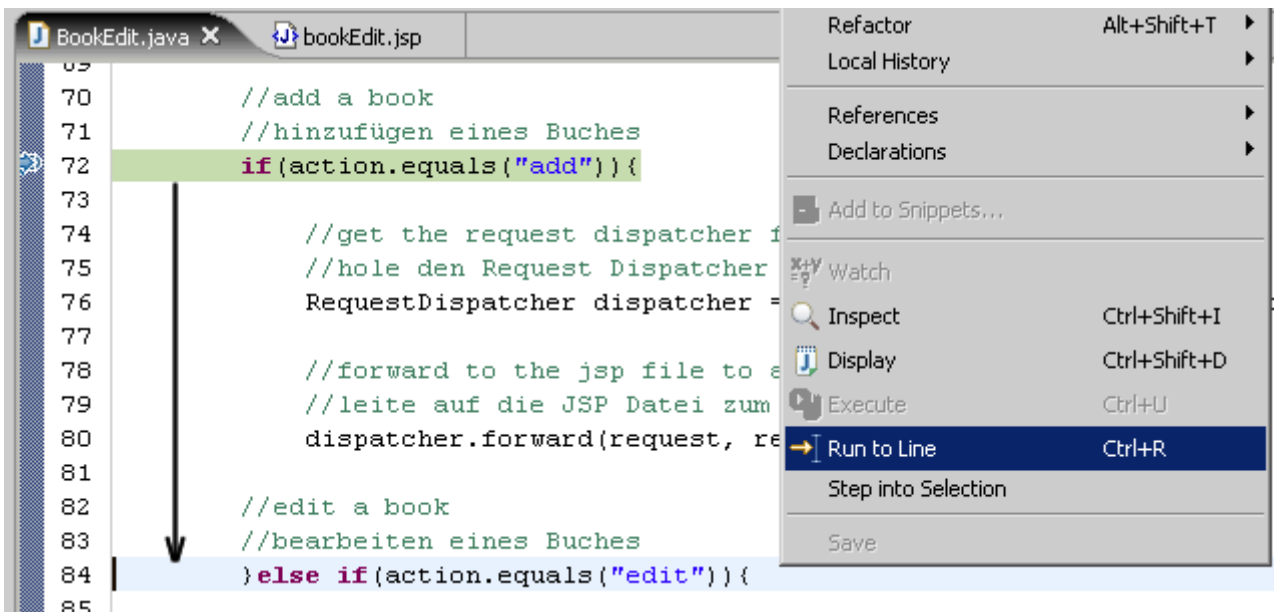 BookEdit.java
bookEdit.jsp
69
70 //add a book
71 //hinzufügen eines Buches
72 if(action.equals("add")){
73
74 //get the request dispatcher
75 //hole den Request Dispatcher
76 RequestDispatcher dispatcher =
77
78 //forward to the jsp file to
79 //leite auf die JSP Datei zum
80 dispatcher.forward(request,
81
82 //edit a book
83 //bearbeiten eines Buches
84 }else if(action.equals("edit")){
85
Refactor Alt+Shift+T
Local History
References
Declarations
Add to Snippets...
Watch
Inspect Ctrl+Shift+I
Display Ctrl+Shift+D
Execute Ctrl+U
Run to Line Ctrl+R
Step into Selection
Save